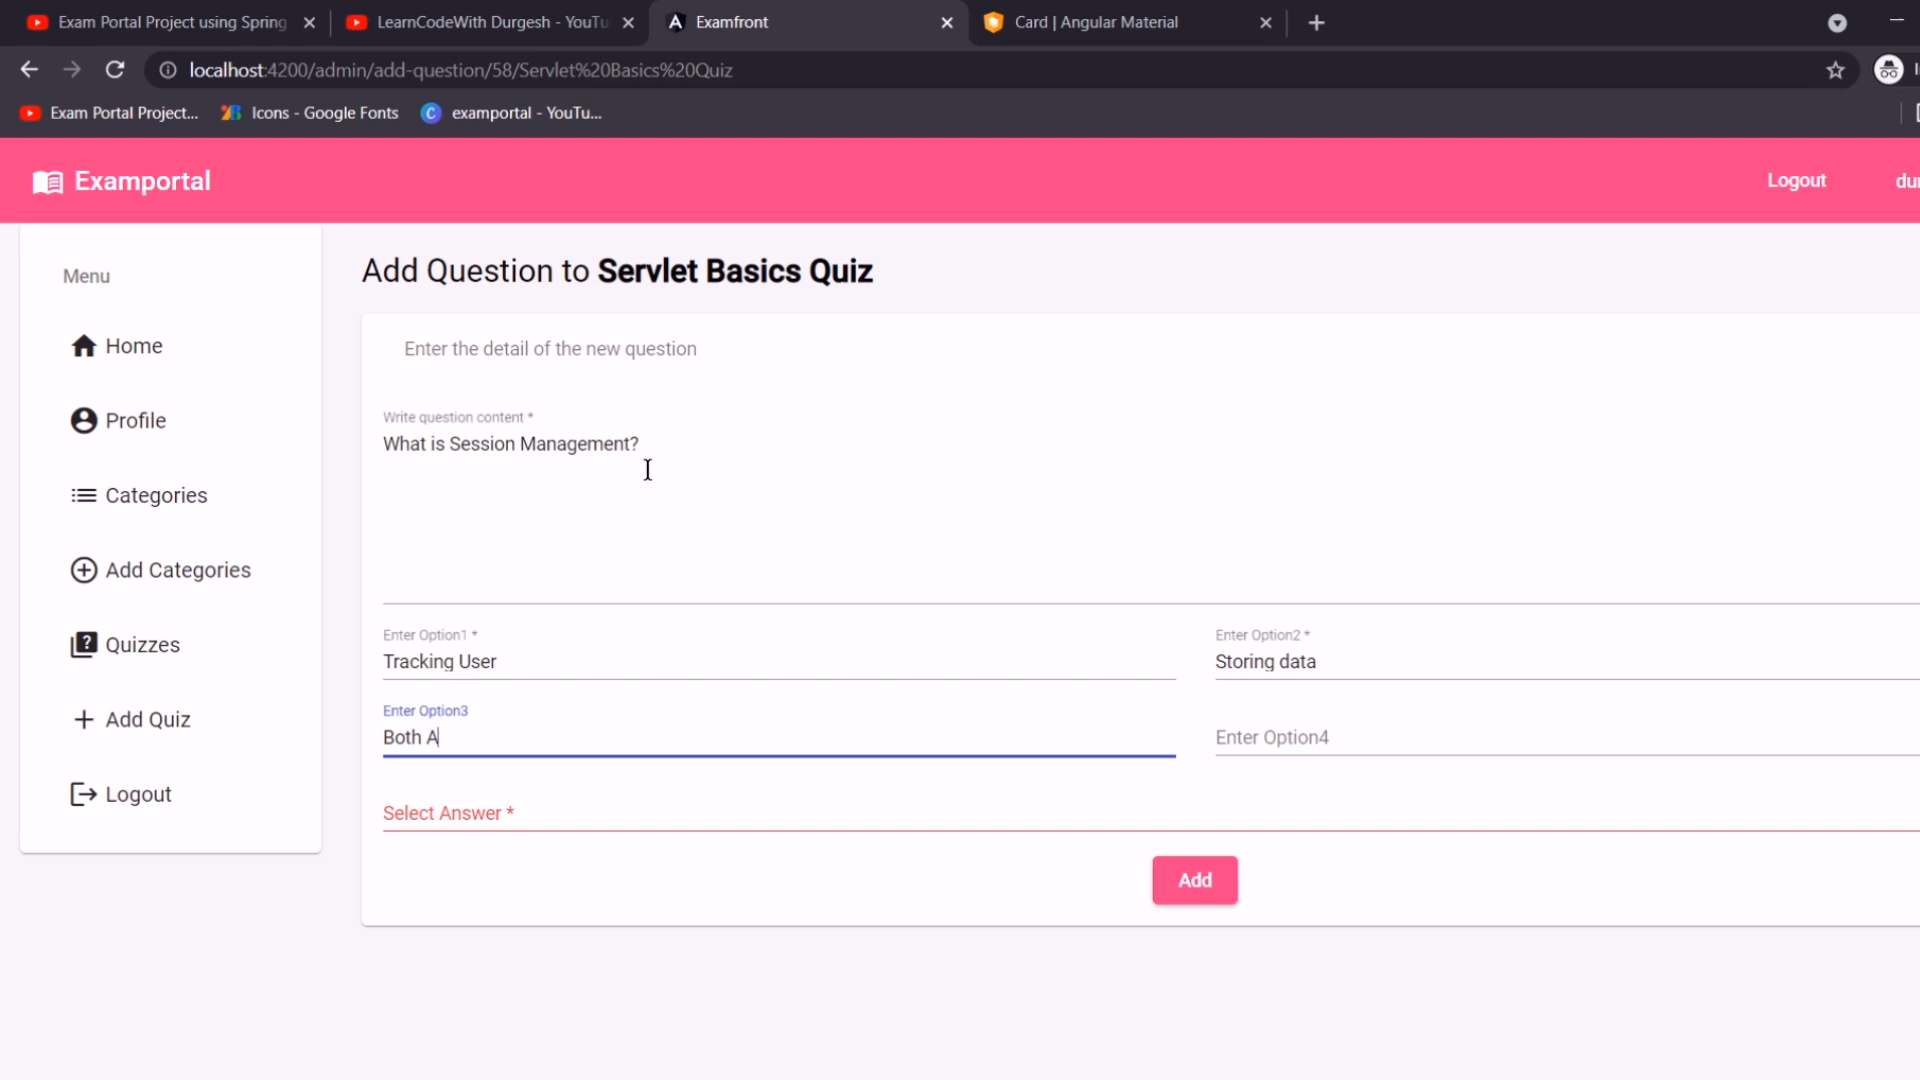 Exam Portal Project using Spring
LearnCodeWith Durgesh - YouTu
Examfront
Card | Angular Material
localhost:4200/admin/add-question/58/Servlet%20Basics%20Quiz
Exam Portal Project...
Icons - Google Fonts
examportal - YouTu...
Examportal
Logout
Menu
Home
Profile
Categories
Add Categories
Quizzes
Add Quiz
Logout
Add Question to Servlet Basics Quiz
Enter the detail of the new question
Write question content *
What is Session Management?
Enter Option1 *
Tracking User
Enter Option2 *
Storing data
Enter Option3
Both A
Enter Option4
Select Answer *
Add